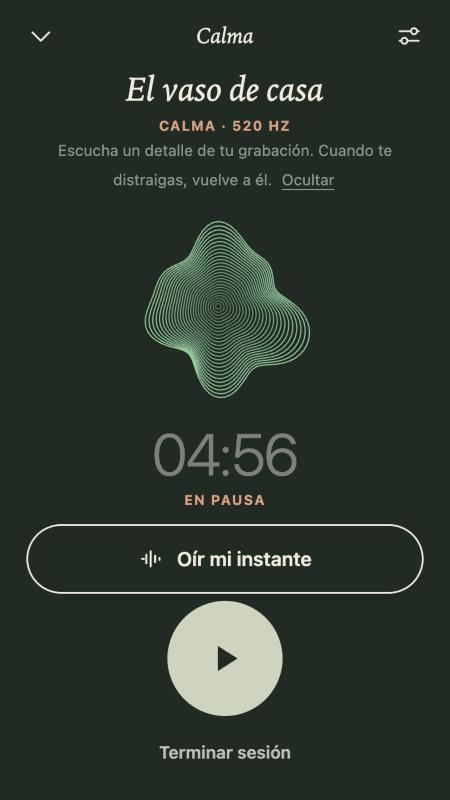 Calma
El vaso de casa
CALMA · 520 HZ
Escucha un detalle de tu grabación. Cuando te
distraigas, vuelve a él. Ocultar
04:56
EN PAUSA
Oír mi instante
Terminar sesión